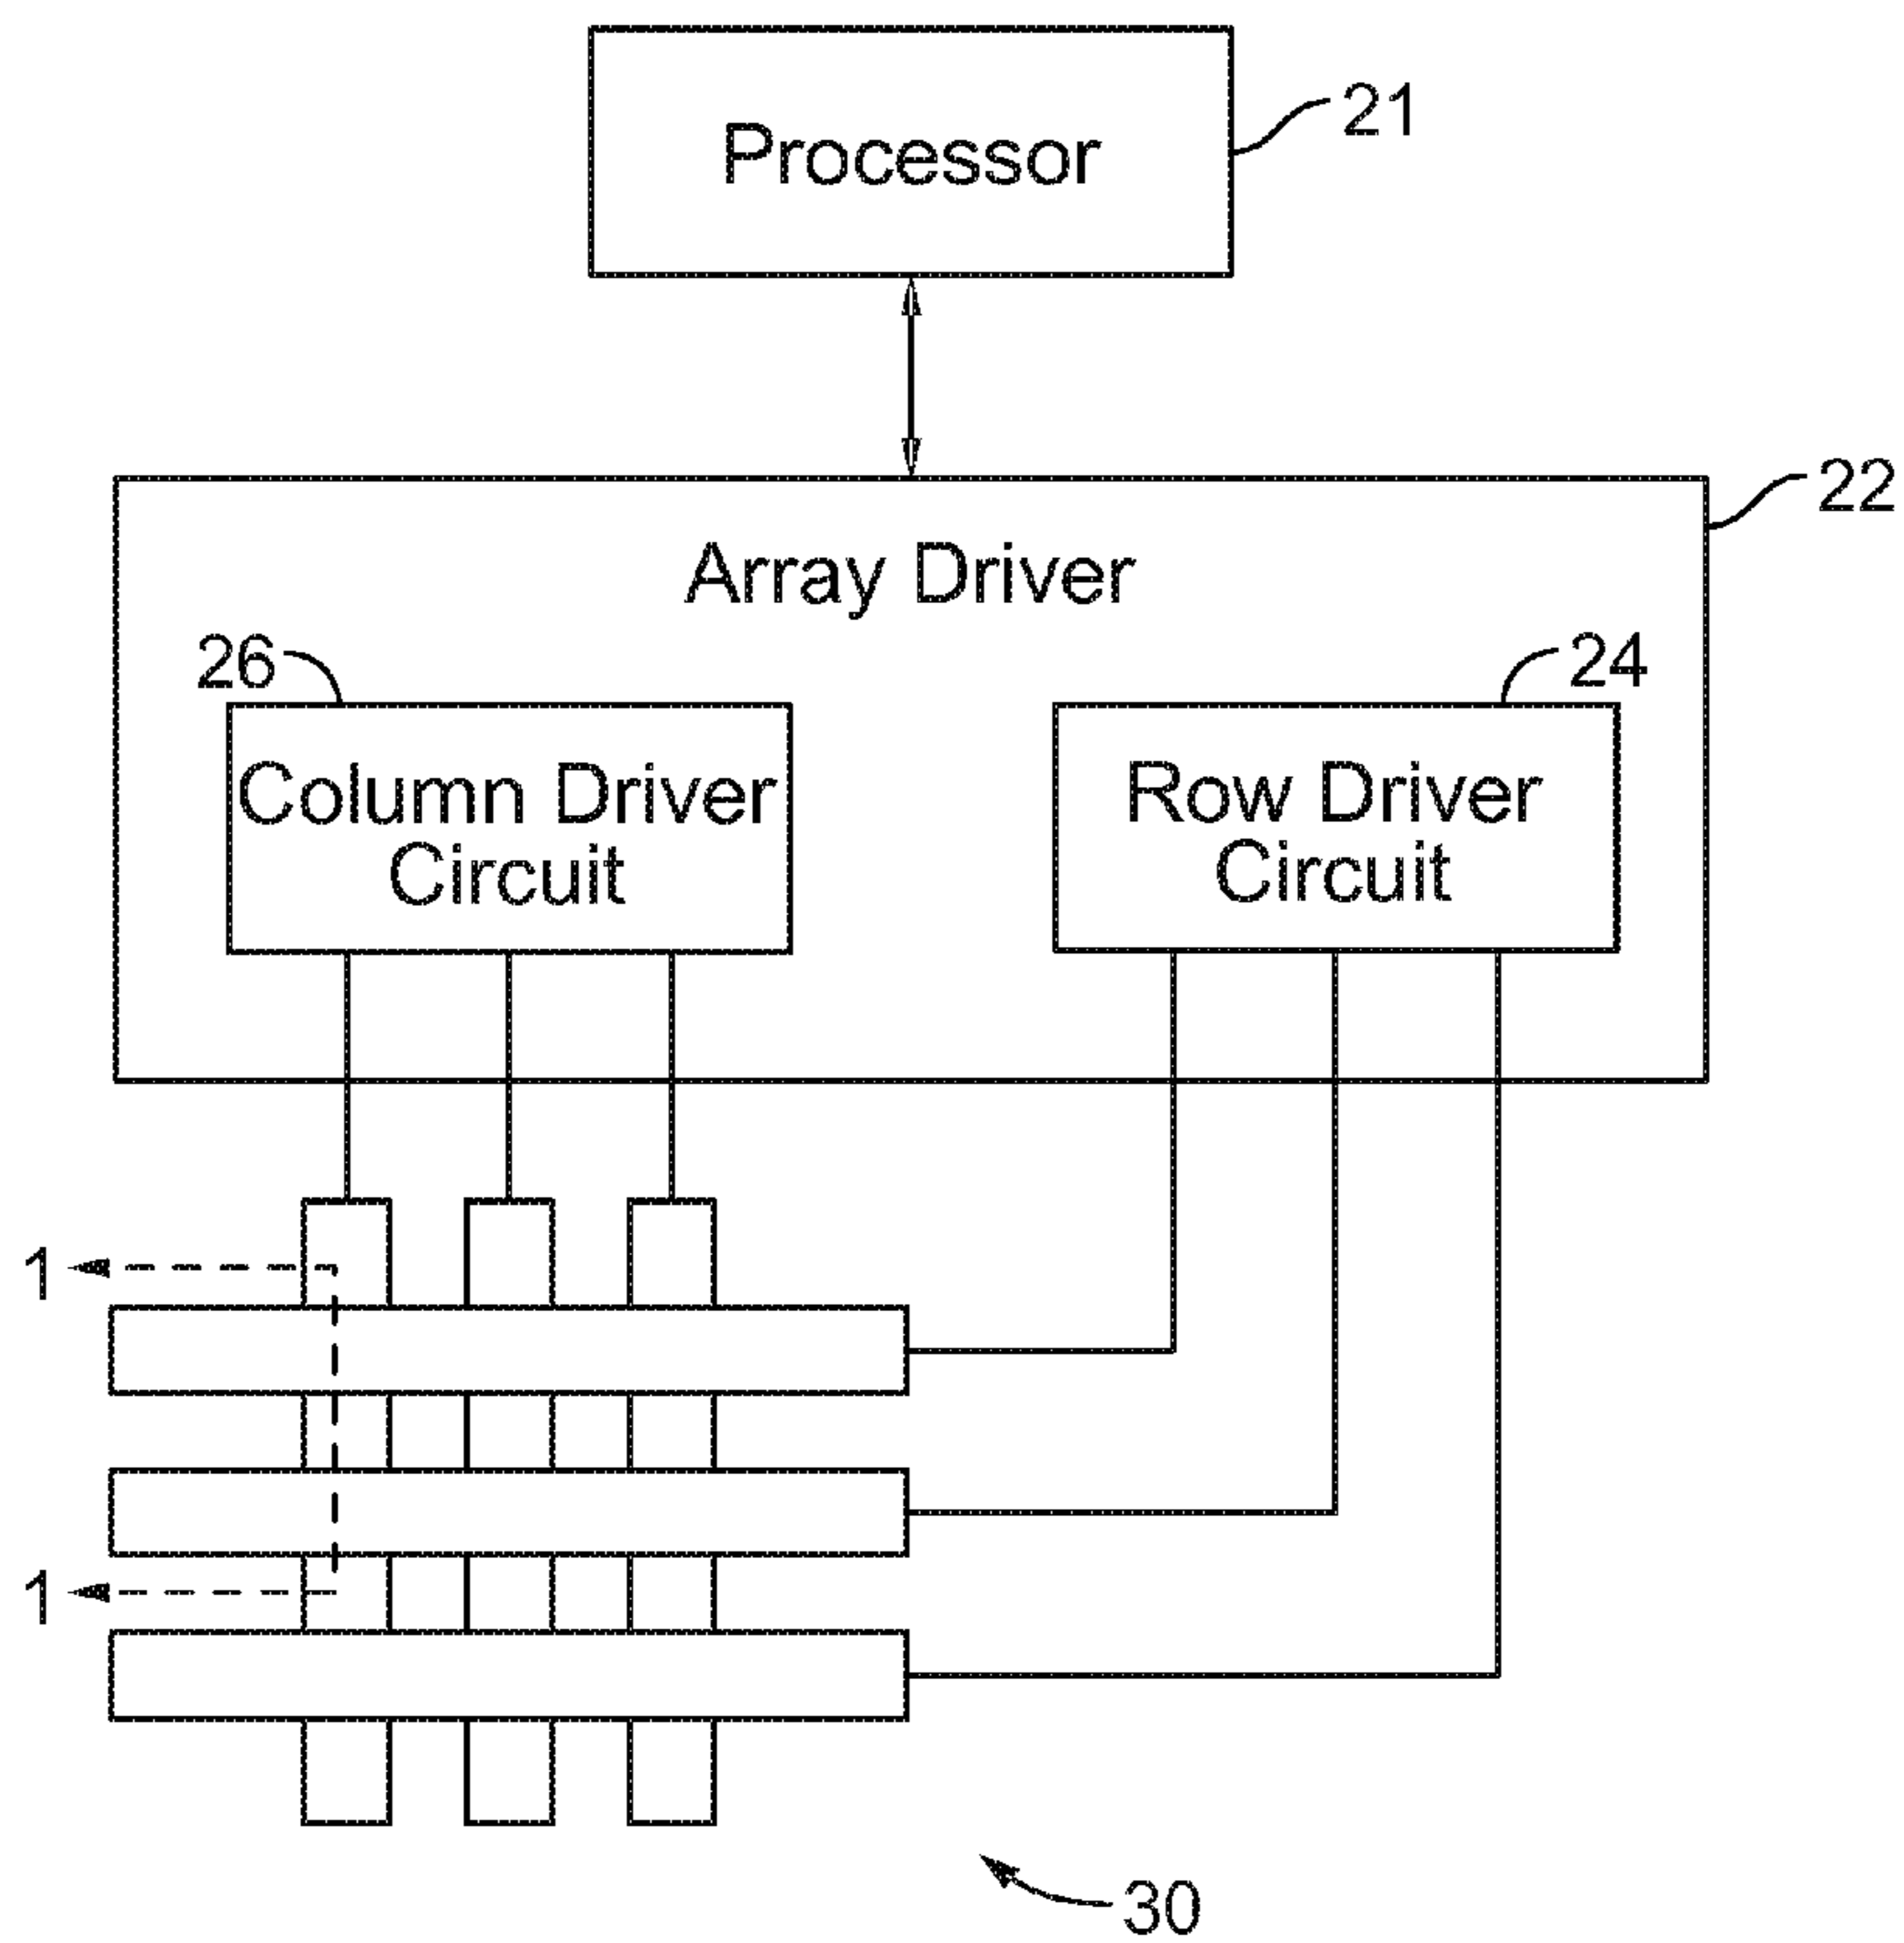 Processor
21
22
Array Driver
26
24
Column Driver
Circuit
Row Driver
Circuit
1
1
30